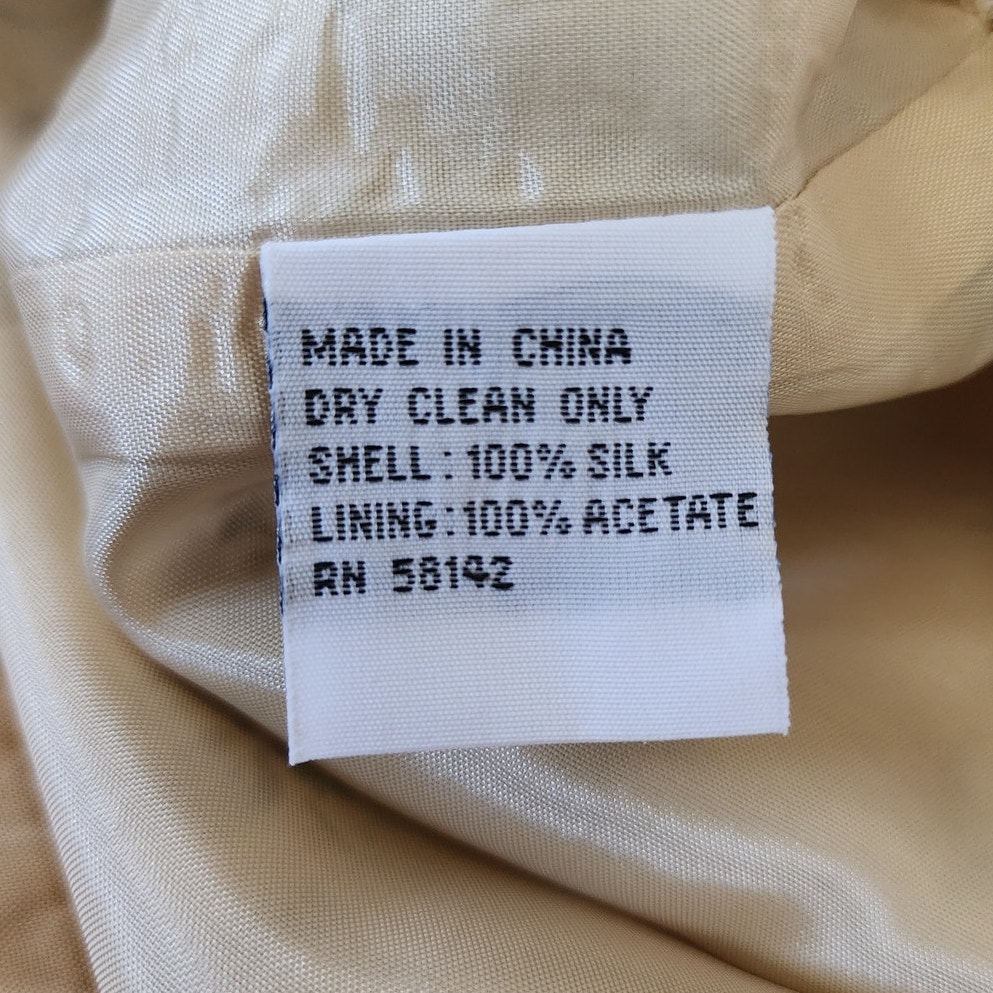 MADE IN CHINA
DRY CLEAN ONLY
SHELL: 100% SILK
LINING: 100% ACETATE
RN 58142